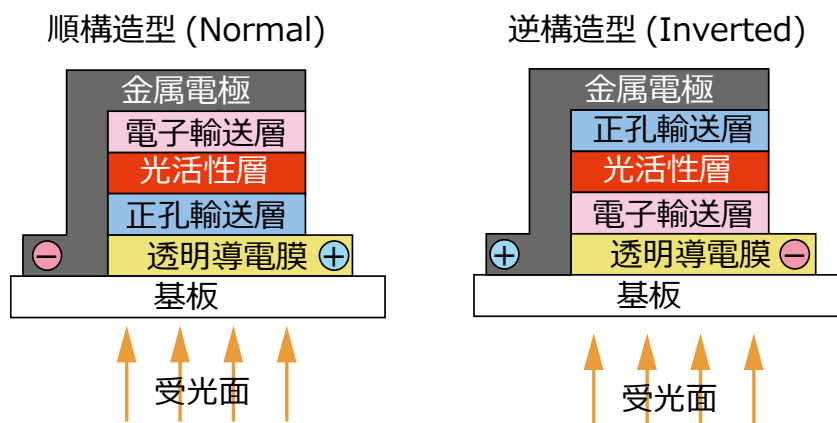 順構造型 (Normal)
金属電極
電子輸送層
光活性層
正孔輸送層
− 透明導電膜 +
基板
受光面
逆構造型 (Inverted)
金属電極
正孔輸送層
光活性層
電子輸送層
+ 透明導電膜 −
基板
受光面